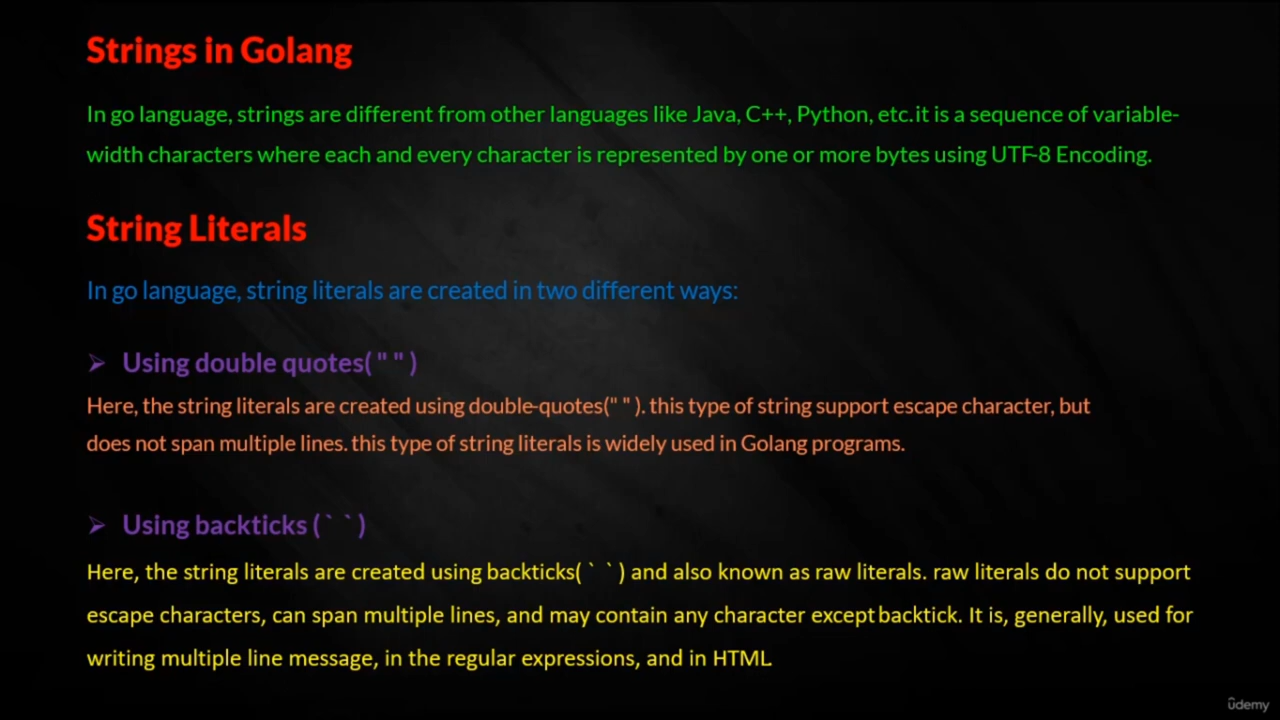 Strings in Golang
In go language, strings are different from other languages like Java, C++, Python, etc.it is a sequence of variable-
width characters where each and every character is represented by one or more bytes using UTF-8 Encoding.
String Literals
In go language, string literals are created in two different ways:
➢ Using double quotes( " " )
Here, the string literals are created using double-quotes(" " ). this type of string support escape character, but
does not span multiple lines. this type of string literals is widely used in Golang programs.
➢ Using backticks ( ` ` )
Here, the string literals are created using backticks( ` ` ) and also known as raw literals. raw literals do not support
escape characters, can span multiple lines, and may contain any character except backtick. It is, generally, used for
writing multiple line message, in the regular expressions, and in HTML.
ûdemy